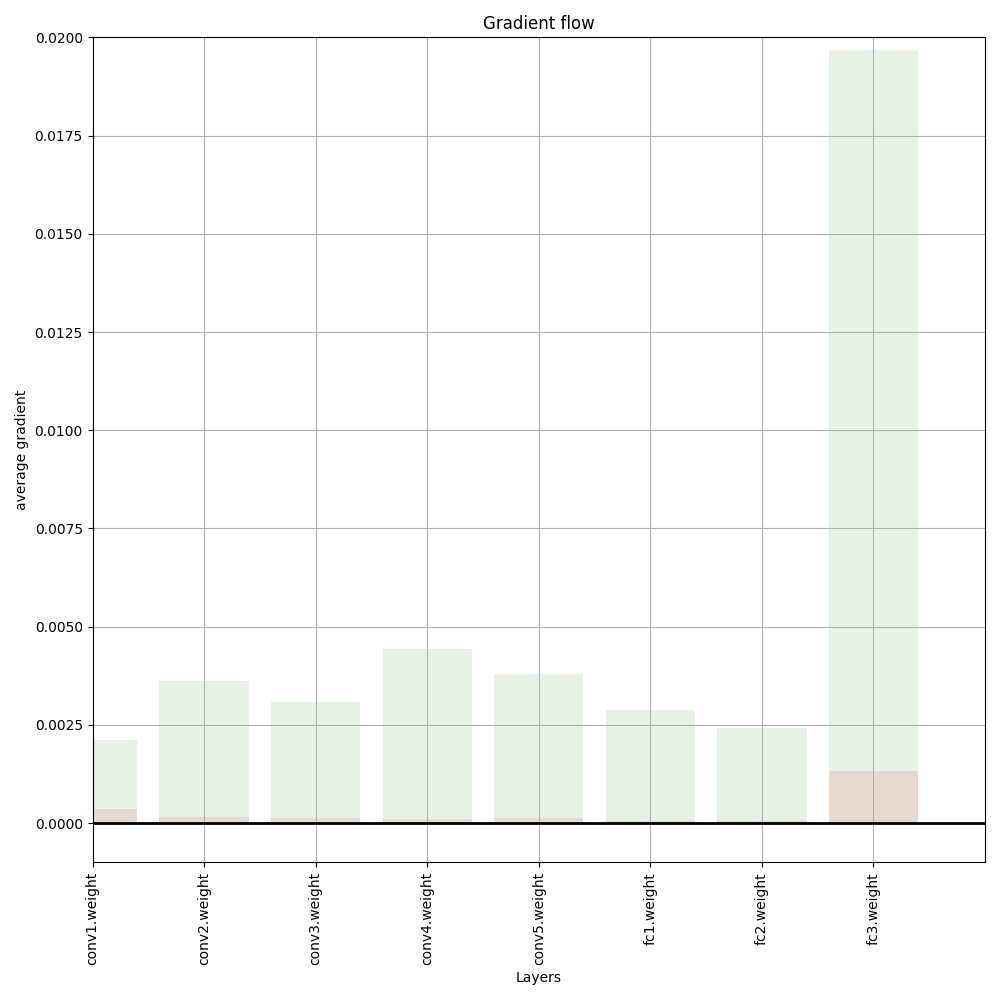 Gradient flow
0.0200
0.0175
0.0150
0.0125
0.0100
0.0075
0.0050
0.0025
0.0000
average gradient
conv1.weight
conv2.weight
conv3.weight
conv4.weight
conv5.weight
fc1.weight
fc2.weight
fc3.weight
Layers